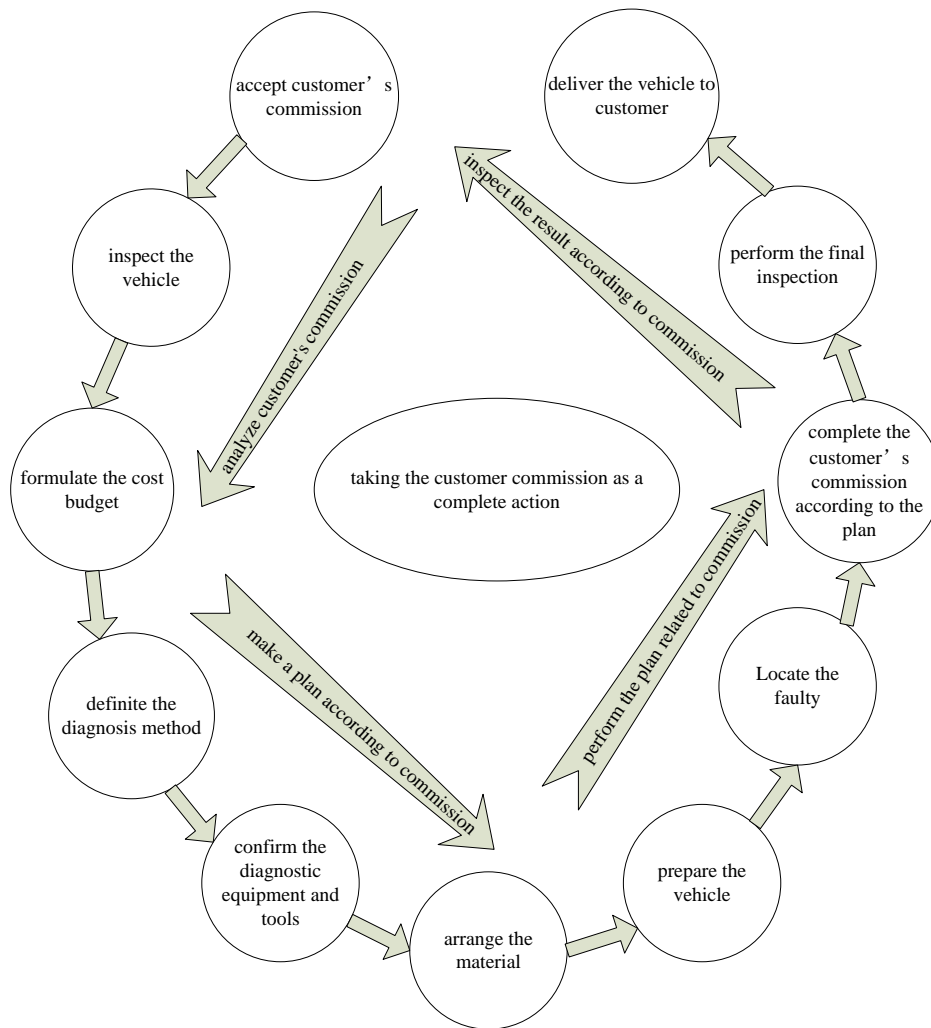 accept customer’s
commission
deliver the vehicle to
customer
inspect the result according to commission
inspect the
vehicle
perform the final
inspection
analyze customer's commission
formulate the cost
budget
taking the customer commission as a
complete action
complete the
customer’s
commission
according to the
plan
make a plan according to commission
perform the plan related to commission
definite the
diagnosis method
Locate the
faulty
confirm the
diagnostic
equipment and
tools
prepare the
vehicle
arrange the
material